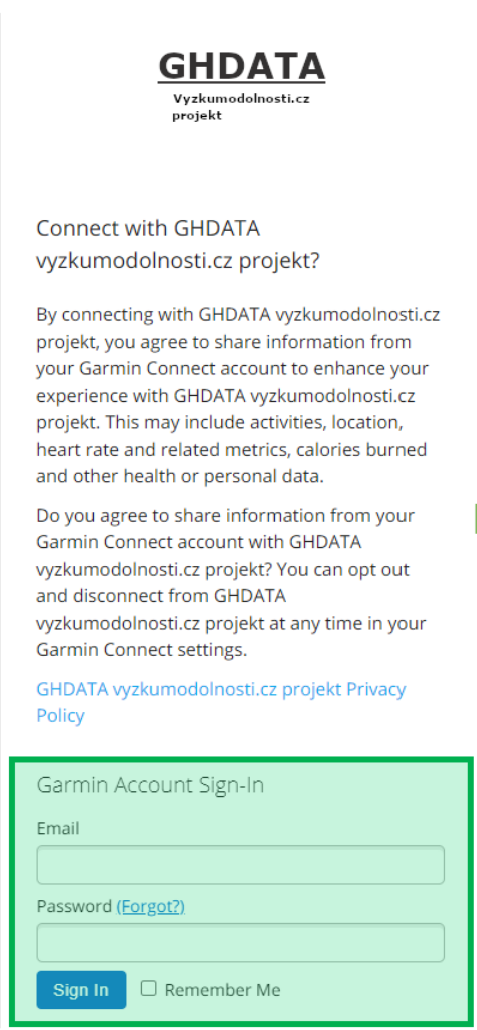 GHDATA
Vyzkumodolnosti.cz
projekt
Connect with GHDATA
vyzkumodolnosti.cz projekt?
By connecting with GHDATA vyzkumodolnosti.cz
projekt, you agree to share information from
your Garmin Connect account to enhance your
experience with GHDATA vyzkumodolnosti.cz
projekt. This may include activities, location,
heart rate and related metrics, calories burned
and other health or personal data.
Do you agree to share information from your
Garmin Connect account with GHDATA
vyzkumodolnosti.cz projekt? You can opt out
and disconnect from GHDATA
vyzkumodolnosti.cz projekt at any time in your
Garmin Connect settings.
GHDATA vyzkumodolnosti.cz projekt Privacy
Policy
Garmin Account Sign-In
Email
Password (Forgot?)
Sign In Remember Me